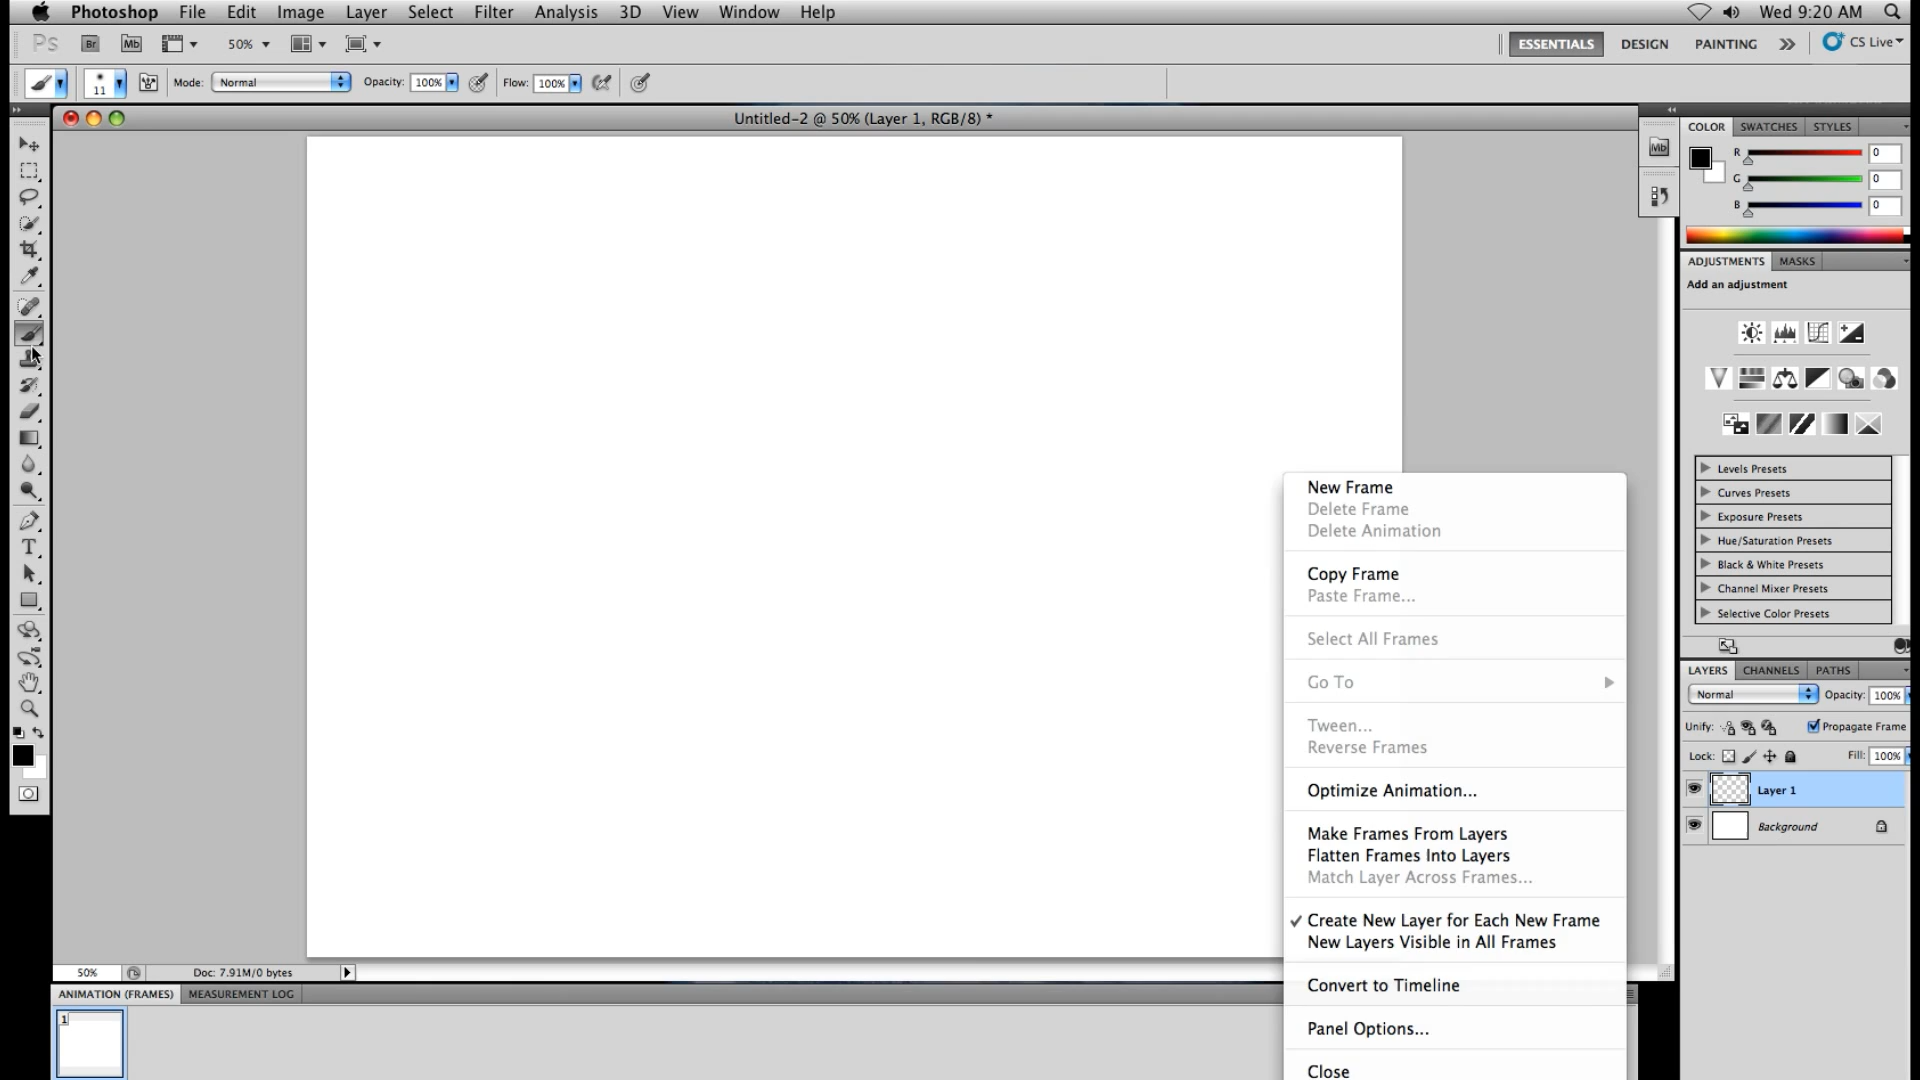 Photoshop File Edit Image Layer Select Filter Analysis 3D View Window Help Wed 9:20 AM
Ps Br Mb 50% ESSENTIALS DESIGN PAINTING CS Live
11 Mode: Normal Opacity: 100% Flow: 100%
Untitled-2 @ 50% (Layer 1, RGB/8) *
Mb
COLOR SWATCHES STYLES
R 0
G 0
B 0
ADJUSTMENTS MASKS
Add an adjustment
Levels Presets
Curves Presets
Exposure Presets
Hue/Saturation Presets
Black & White Presets
Channel Mixer Presets
Selective Color Presets
LAYERS CHANNELS PATHS
Normal Opacity: 100%
Unify: Propagate Frame
Lock: Fill: 100%
Layer 1
Background
New Frame
Delete Frame
Delete Animation
Copy Frame
Paste Frame...
Select All Frames
Go To
Tween...
Reverse Frames
Optimize Animation...
Make Frames From Layers
Flatten Frames Into Layers
Match Layer Across Frames...
Create New Layer for Each New Frame
New Layers Visible in All Frames
Convert to Timeline
Panel Options...
Close
50% Doc: 7.91M/0 bytes
ANIMATION (FRAMES) MEASUREMENT LOG
1